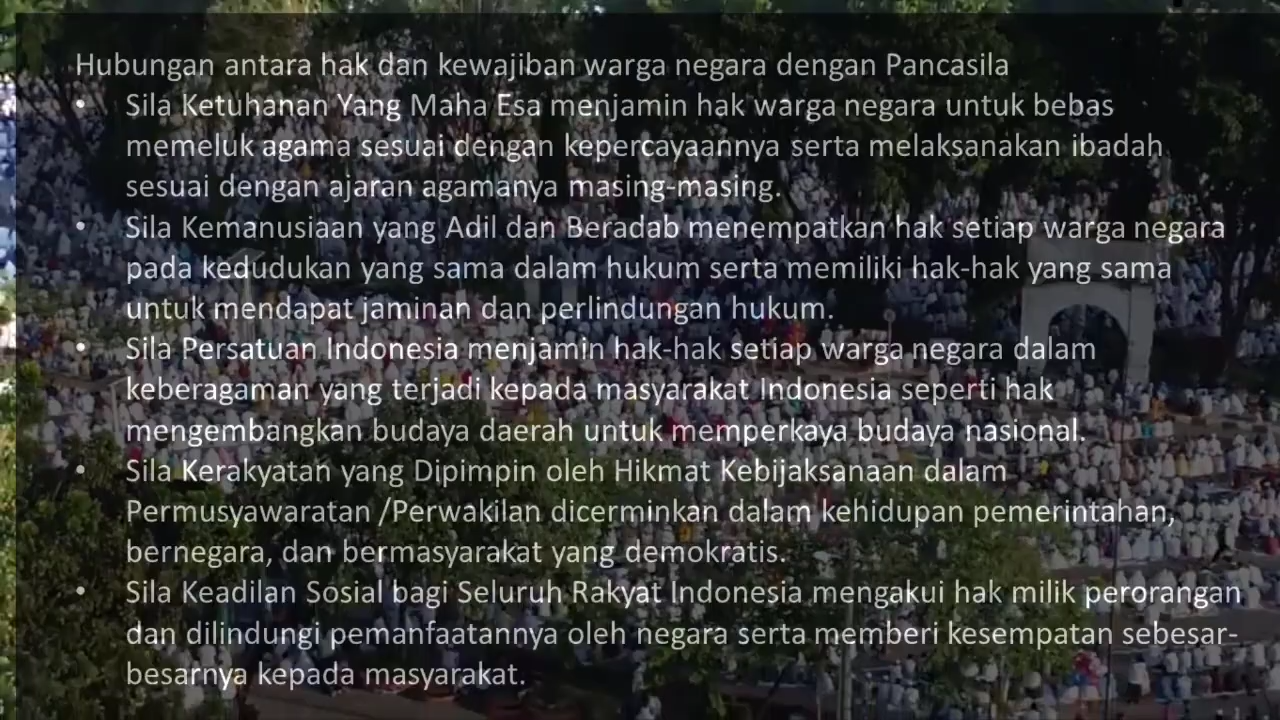 Hubungan antara hak dan kewajiban warga negara dengan Pancasila
• Sila Ketuhanan Yang Maha Esa menjamin hak warga negara untuk bebas
memeluk agama sesuai dengan kepercayaannya serta melaksanakan ibadah
sesuai dengan ajaran agamanya masing-masing.
• Sila Kemanusiaan yang Adil dan Beradab menempatkan hak setiap warga negara
pada kedudukan yang sama dalam hukum serta memiliki hak-hak yang sama
untuk mendapat jaminan dan perlindungan hukum.
• Sila Persatuan Indonesia menjamin hak-hak setiap warga negara dalam
keberagaman yang terjadi kepada masyarakat Indonesia seperti hak
mengembangkan budaya daerah untuk memperkaya budaya nasional.
• Sila Kerakyatan yang Dipimpin oleh Hikmat Kebijaksanaan dalam
Permusyawaratan /Perwakilan dicerminkan dalam kehidupan pemerintahan,
bernegara, dan bermasyarakat yang demokratis.
• Sila Keadilan Sosial bagi Seluruh Rakyat Indonesia mengakui hak milik perorangan
dan dilindungi pemanfaatannya oleh negara serta memberi kesempatan sebesar-
besarnya kepada masyarakat.